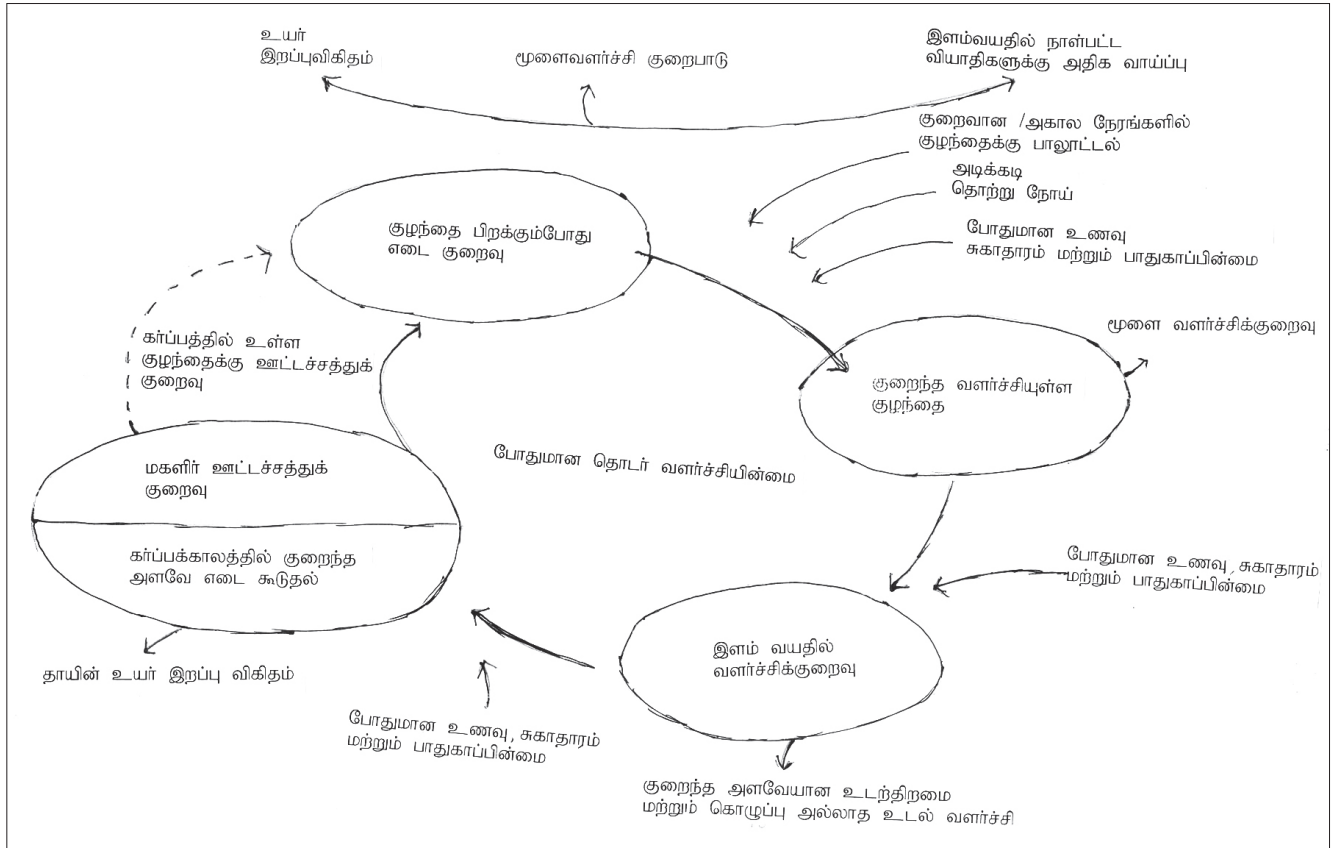 உயர்
இறப்புவிகிதம்
மூளைவளர்ச்சி குறைபாடு
இளம்வயதில் நாள்பட்ட
வியாதிகளுக்கு அதிக வாய்ப்பு
குறைவான /அகால நேரங்களில்
குழந்தைக்கு பாலூட்டல்
அடிக்கடி
தொற்று நோய்
போதுமான உணவு
சுகாதாரம் மற்றும் பாதுகாப்பின்மை
குழந்தை பிறக்கும்போது
எடை குறைவு
மூளை வளர்ச்சிக்குறைவு
கர்ப்பத்தில் உள்ள
குழந்தைக்கு ஊட்டச்சத்துக்
குறைவு
குறைந்த வளர்ச்சியுள்ள
குழந்தை
போதுமான தொடர் வளர்ச்சியின்மை
மகளிர் ஊட்டச்சத்துக்
குறைவு
கர்ப்பக்காலத்தில் குறைந்த
அளவே எடை கூடுதல்
போதுமான உணவு, சுகாதாரம்
மற்றும் பாதுகாப்பின்மை
இளம் வயதில்
வளர்ச்சிக்குறைவு
தாயின் உயர் இறப்பு விகிதம்
போதுமான உணவு, சுகாதாரம்
மற்றும் பாதுகாப்பின்மை
குறைந்த அளவேயான உடற்திறமை
மற்றும் கொழுப்பு அல்லாத உடல் வளர்ச்சி